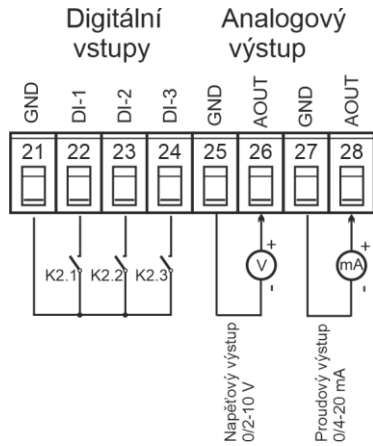 Digitální
vstupy
Analogový
výstup
GND
DI-1
DI-2
DI-3
GND
AOUT
GND
AOUT
21
22
23
24
25
26
27
28
K2.1
K2.2
K2.3
+
V
-
+
mA
-
Napěťový výstup
0/2-10 V
Proudový výstup
0/4-20 mA